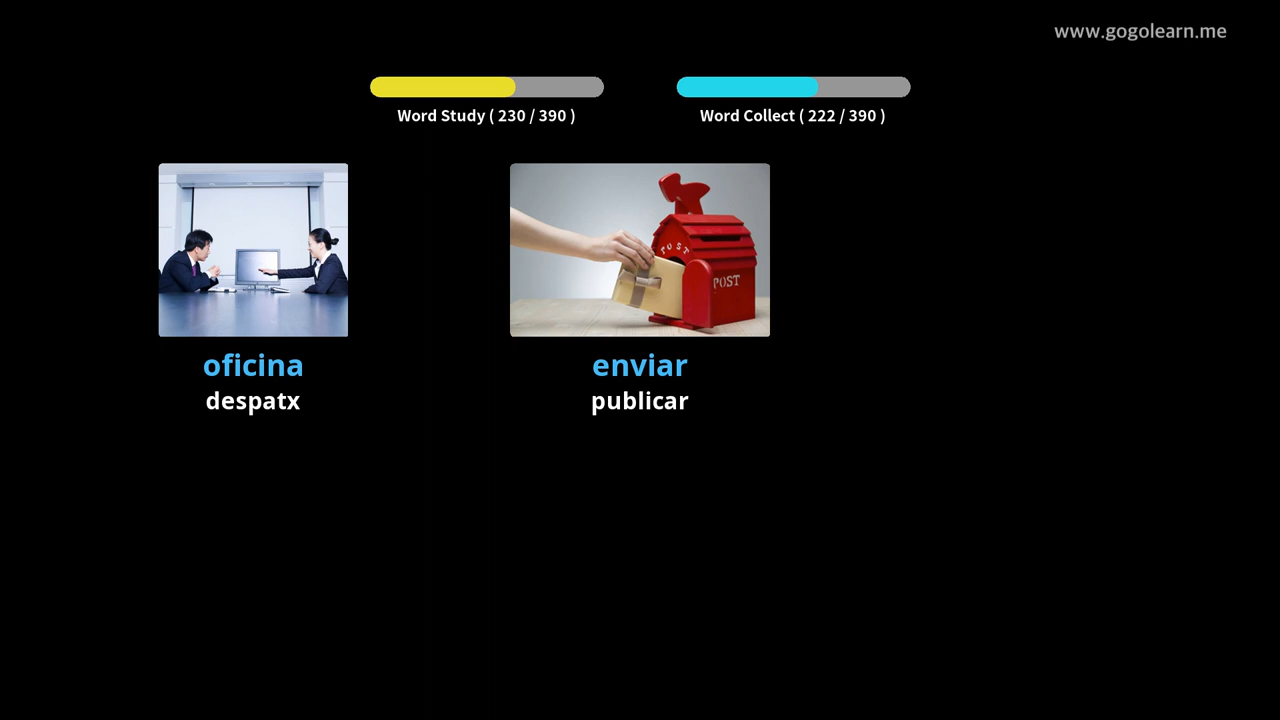 www.gogolearn.me
Word Study ( 230 / 390 )
Word Collect ( 222 / 390 )
POST
POST
oficina
despatx
enviar
publicar